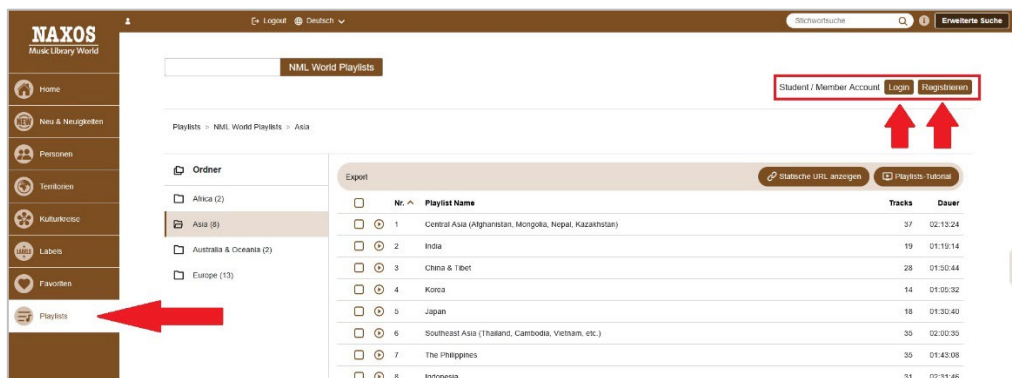 NAXOS
Music Library World
Logout Deutsch
Stichwortsuche
Erweiterte Suche
Home
Neu & Neuigkeiten
Personen
Territorien
Kulturkreise
Labels
Favoriten
Playlists
NML World Playlists
Student / Member Account Login Registrieren
Playlists > NML World Playlists > Asia
Ordner
Africa (2)
Asia (8)
Australia & Oceania (2)
Europe (13)
Export Statische URL anzeigen Playlists-Tutorial
Nr. Playlist Name Tracks Dauer
1 Central Asia (Afghanistan, Mongolia, Nepal, Kazakhstan) 37 02:13:24
2 India 19 01:19:14
3 China & Tibet 28 01:50:44
4 Korea 14 01:05:32
5 Japan 18 01:30:40
6 Southeast Asia (Thailand, Cambodia, Vietnam, etc.) 35 02:00:35
7 The Philippines 35 01:43:08
8 Indonesia 31 02:31:46